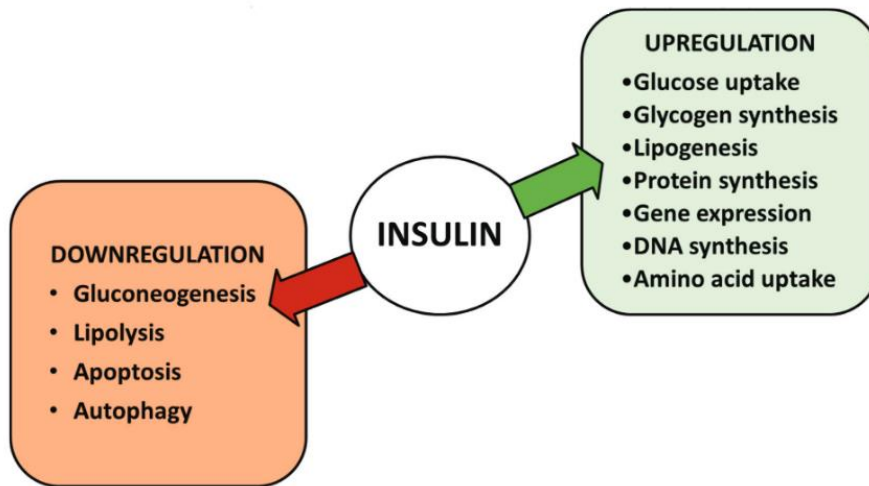 UPREGULATION
•Glucose uptake
•Glycogen synthesis
•Lipogenesis
•Protein synthesis
•Gene expression
•DNA synthesis
•Amino acid uptake
INSULIN
DOWNREGULATION
• Gluconeogenesis
• Lipolysis
• Apoptosis
• Autophagy